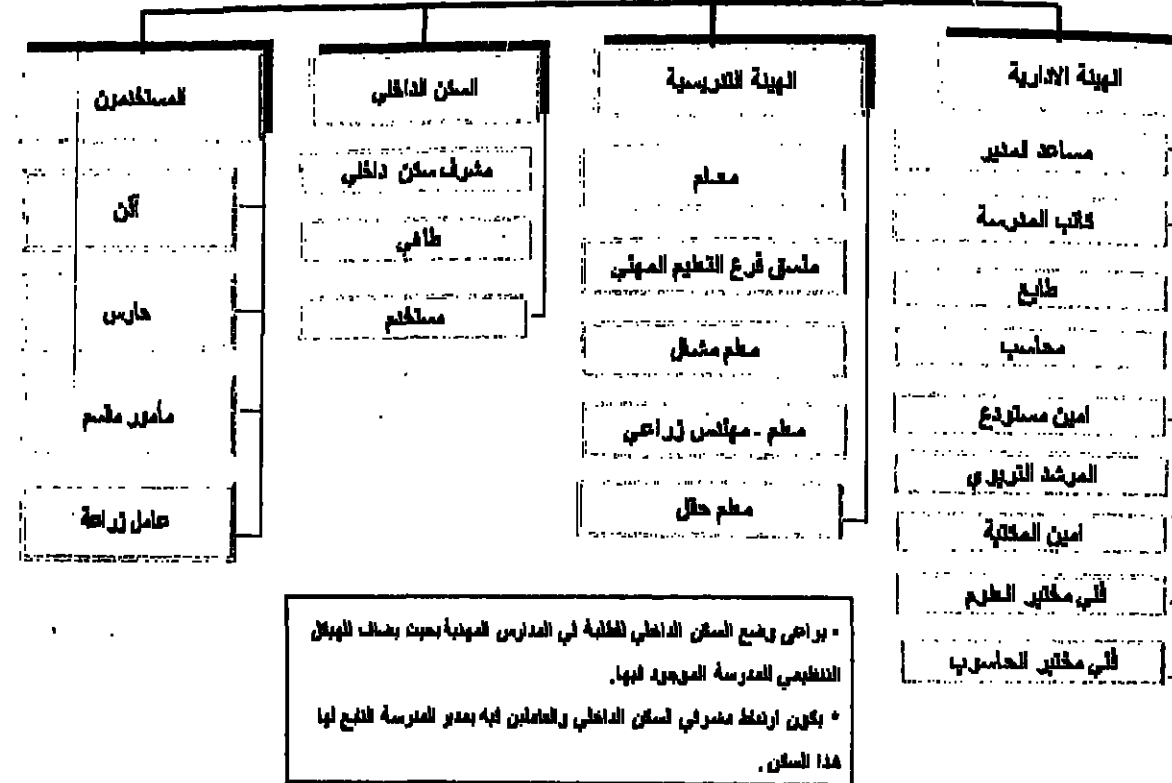 الهيئة الادارية
مساعد المدير
كاتب المدرسة
طابع
محاسب
امين مستودع
المرشد التربوي
امين المكتبة
فني مختبر العلوم
فني مختبر الحاسوب
الهيئة التدريسية
معلم
منسق فرع التعليم المهني
معلم مشغل
معلم - مهندس زراعي
معلم حقل
السكن الداخلي
مشرف سكن داخلي
طاهي
مستخدم
المستخدمون
آذن
حارس
مأمور مقسم
عامل زراعة
• يراعى وضع السكن الداخلي للطلبة في المدارس المهنية بحيث يضاف للهيكل
التنظيمي للمدرسة الموجود فيها.
• يكون ارتباط مشرفي السكن الداخلي والعاملين فيه بمدير المدرسة التابع لها
هذا السكن.